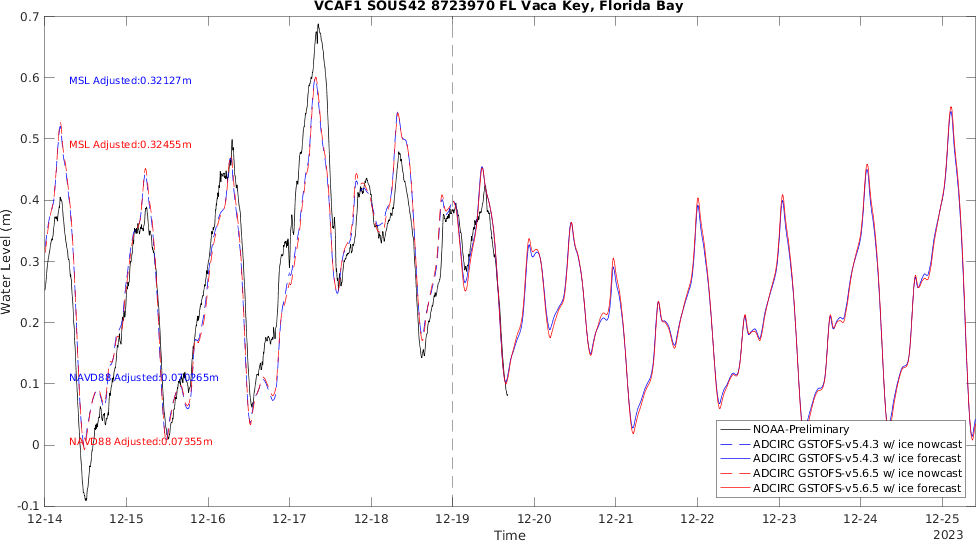 VCAF1 SOUS42 8723970 FL Vaca Key, Florida Bay
0.7
0.6
0.5
0.4
0.3
0.2
0.1
0
-0.1
Water Level (m)
MSL Adjusted:0.32127m
MSL Adjusted:0.32455m
NAVD88 Adjusted:0.070265m
NAVD88 Adjusted:0.07355m
NOAA-Preliminary
ADCIRC GSTOFS-v5.4.3 w/ ice nowcast
ADCIRC GSTOFS-v5.4.3 w/ ice forecast
ADCIRC GSTOFS-v5.6.5 w/ ice nowcast
ADCIRC GSTOFS-v5.6.5 w/ ice forecast
12-14 12-15 12-16 12-17 12-18 12-19 12-20 12-21 12-22 12-23 12-24 12-25
Time
2023